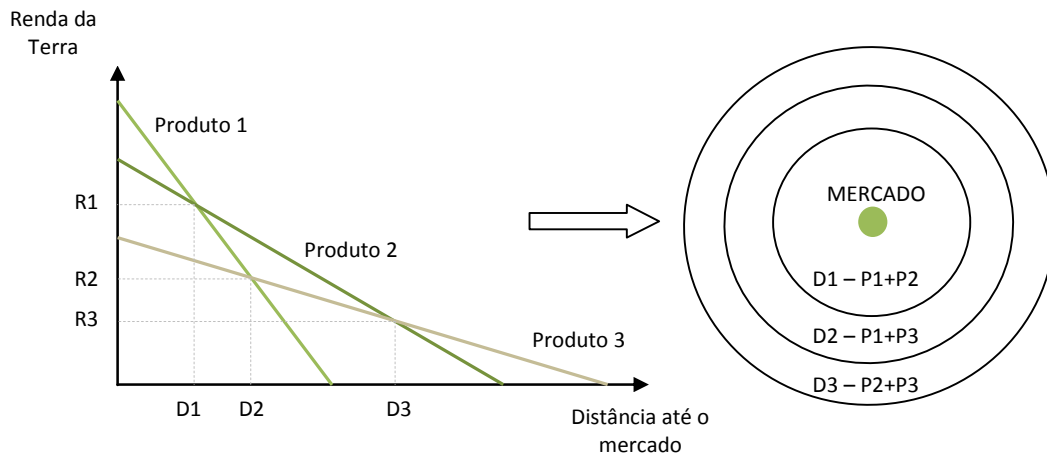 Renda da
Terra
Produto 1
R1
Produto 2
R2
R3
Produto 3
D1
D2
D3
Distância até o
mercado
MERCADO
D1 – P1+P2
D2 – P1+P3
D3 – P2+P3